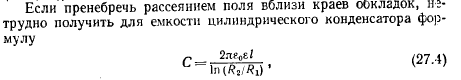 Если пренебречь рассеянием поля вблизи краев обкладок, не-
трудно получить для емкости цилиндрического конденсатора фор-
мулу
C = 2πε₀εl / ln (R₂/R₁) , (27.4)